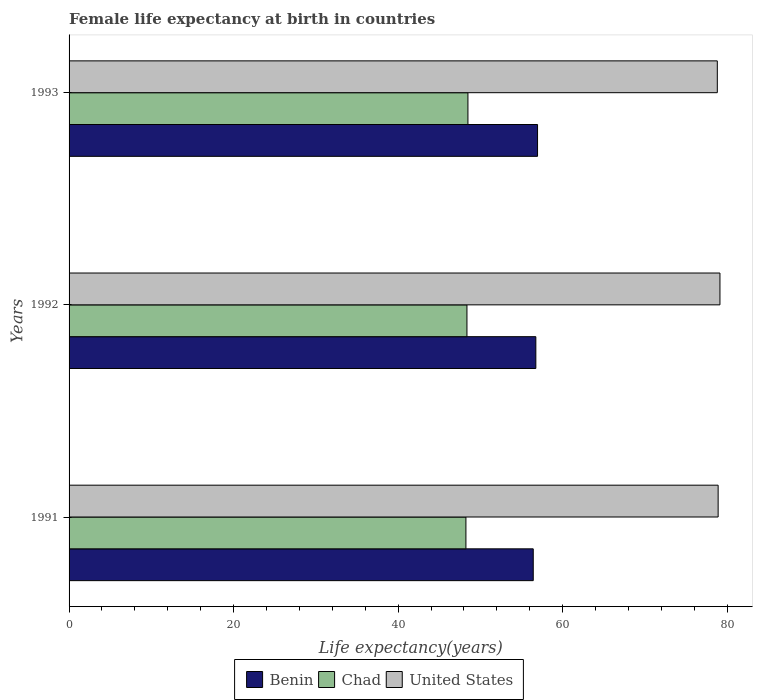 Female life expectancy at birth in countries
1993
1992
1991
Years
0
20
40
60
80
Life expectancy(years)
Benin
Chad
United States